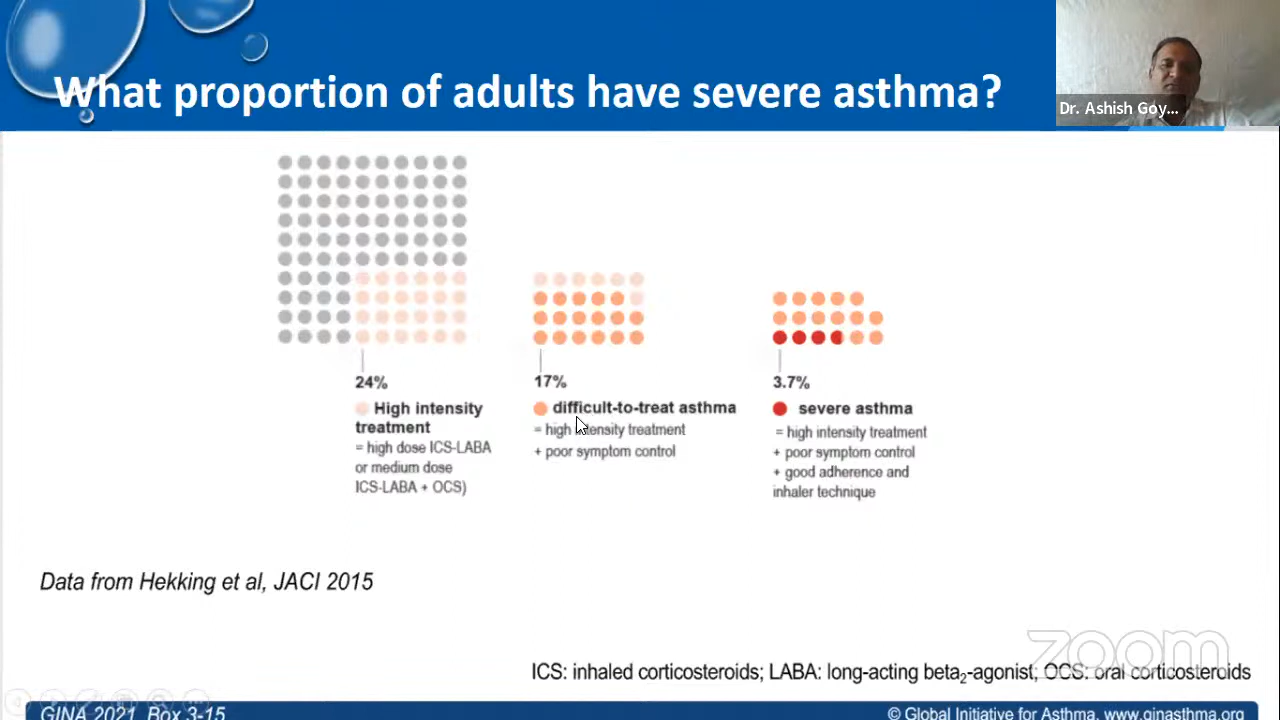 What proportion of adults have severe asthma?
Dr. Ashish Goy...
24%
High intensity
treatment
= high dose ICS-LABA
or medium dose
ICS-LABA + OCS)
17%
difficult-to-treat asthma
= high intensity treatment
+ poor symptom control
3.7%
severe asthma
= high intensity treatment
+ poor symptom control
+ good adherence and
inhaler technique
Data from Hekking et al, JACI 2015
zoom
ICS: inhaled corticosteroids; LABA: long-acting beta2-agonist; OCS: oral corticosteroids
GINA 2021, Box 3-15
© Global Initiative for Asthma, www.ginasthma.org